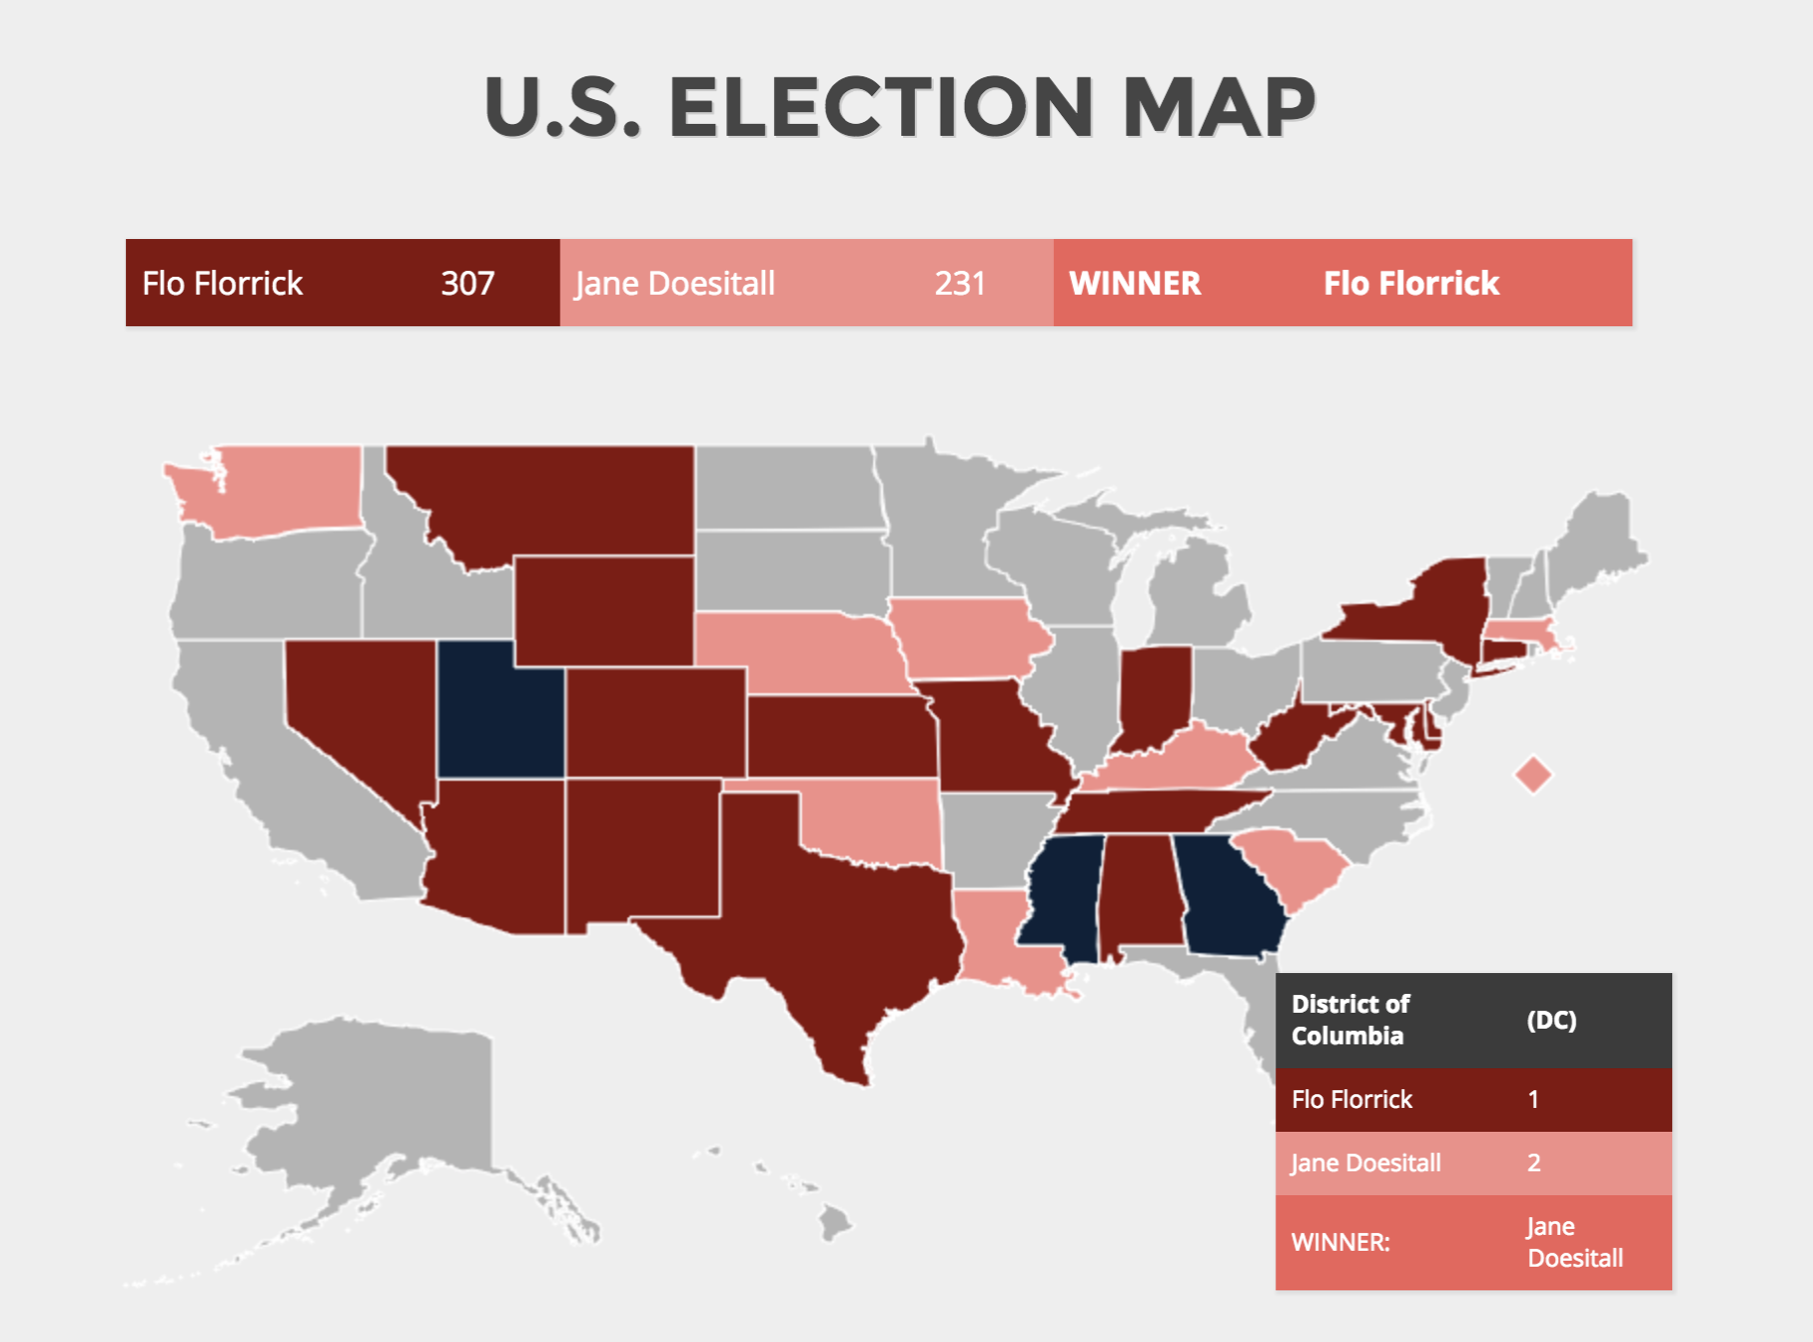 U.S. ELECTION MAP
Flo Florrick 307 Jane Doesitall 231 WINNER Flo Florrick
District of Columbia (DC)
Flo Florrick 1
Jane Doesitall 2
WINNER: Jane Doesitall